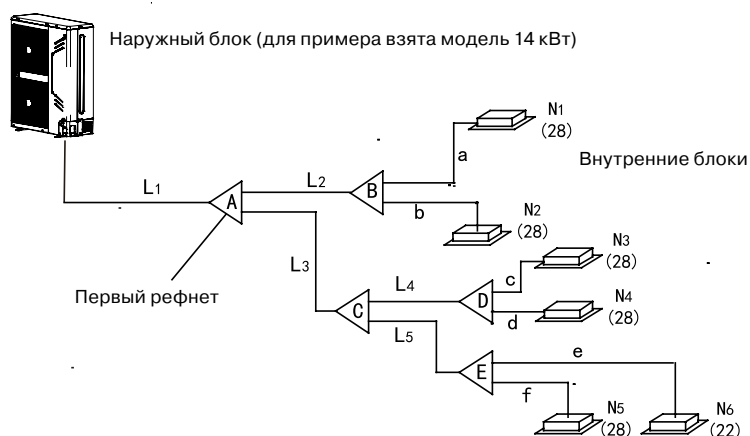 Наружный блок (для примера взята модель 14 кВт)
N1
(28)
a
Внутренние блоки
L1
L2
B
A
b
N2
(28)
N3
(28)
L3
c
L4
D
N4
(28)
Первый рефнет
C
d
L5
e
E
f
N5
(28)
N6
(22)